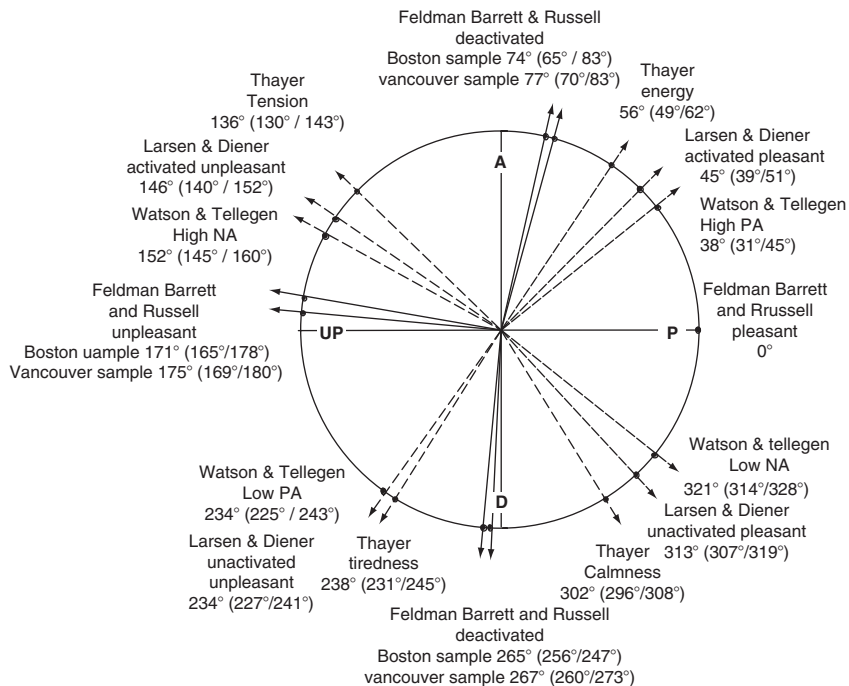 Feldman Barrett & Russell
deactivated
Boston sample 74° (65° / 83°)
vancouver sample 77° (70°/83°)
Thayer
energy
56° (49°/62°)
Larsen & Diener
activated pleasant
45° (39°/51°)
Watson & Tellegen
High PA
38° (31°/45°)
Feldman Barrett
and Rrussell
pleasant
0°
Watson & tellegen
Low NA
321° (314°/328°)
Larsen & Diener
unactivated pleasant
313° (307°/319°)
Thayer
Calmness
302° (296°/308°)
Feldman Barrett and Russell
deactivated
Boston sample 265° (256°/247°)
vancouver sample 267° (260°/273°)
Thayer
tiredness
238° (231°/245°)
Larsen & Diener
unactivated
unpleasant
234° (227°/241°)
Watson & Tellegen
Low PA
234° (225° / 243°)
Feldman Barrett
and Russell
unpleasant
Boston uample 171° (165°/178°)
Vancouver sample 175° (169°/180°)
Watson & Tellegen
High NA
152° (145° / 160°)
Larsen & Diener
activated unpleasant
146° (140° / 152°)
Thayer
Tension
136° (130° / 143°)
A
UP
P
D